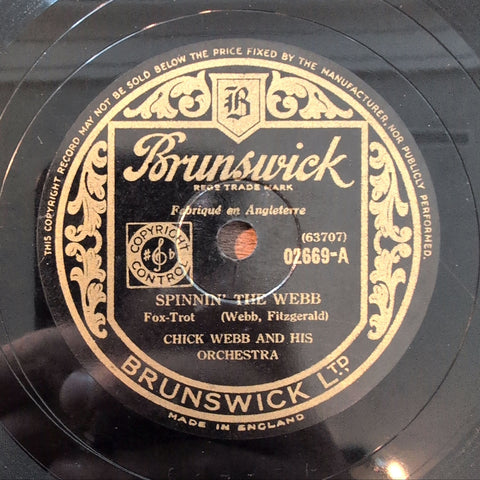 THIS COPYRIGHT RECORD MAY NOT BE SOLD BELOW THE PRICE FIXED BY THE MANUFACTURER, NOR PUBLICLY PERFORMED.
B
Brunswick
REGD TRADE MARK
Fabriqué en Angleterre
COPYRIGHT
CONTROL
(63707)
02669-A
SPINNIN' THE WEBB
Fox-Trot (Webb, Fitzgerald)
CHICK WEBB AND HIS
ORCHESTRA
BRUNSWICK LTD.,
MADE IN ENGLAND